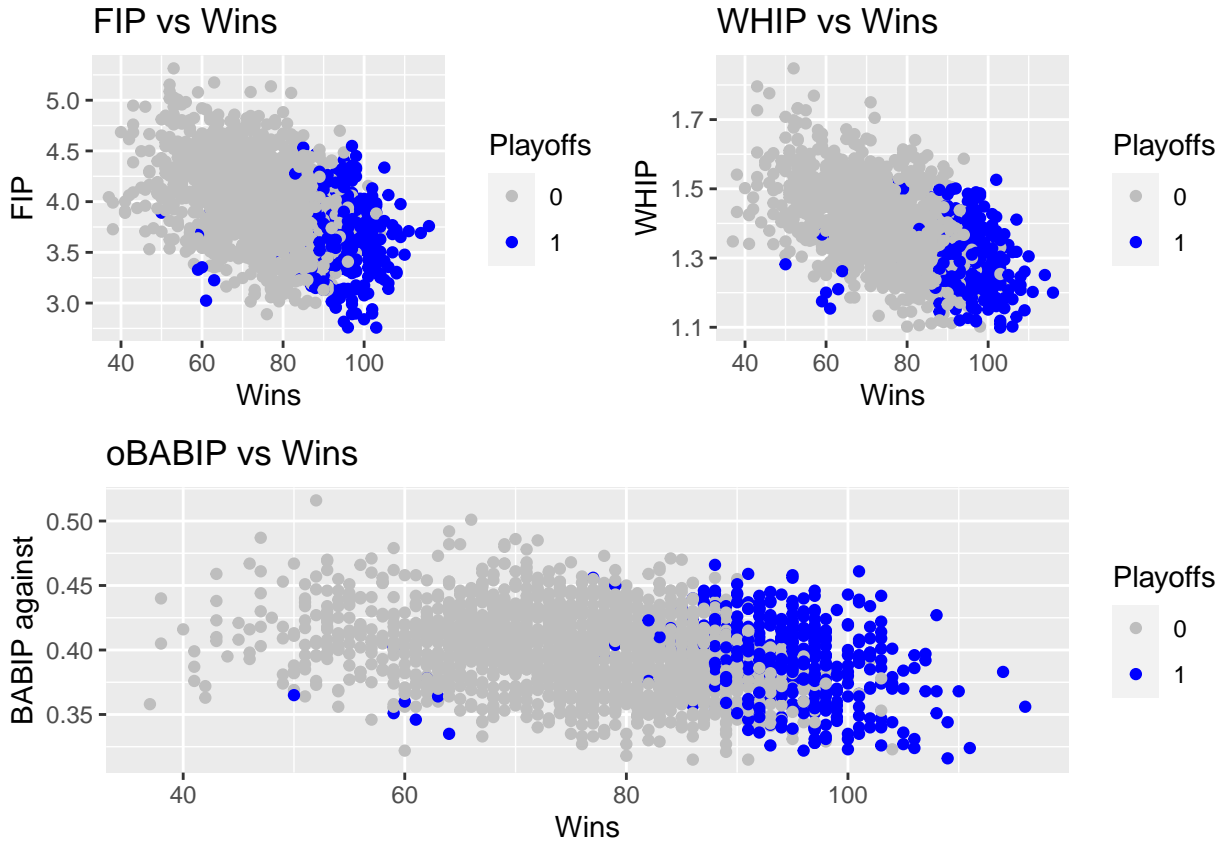 FIP vs Wins
FIP
5.0
4.5
4.0
3.5
3.0
40 60 80 100
Wins
Playoffs
0
1
WHIP vs Wins
WHIP
1.7
1.5
1.3
1.1
40 60 80 100
Wins
Playoffs
0
1
oBABIP vs Wins
BABIP against
0.50
0.45
0.40
0.35
40 60 80 100
Wins
Playoffs
0
1